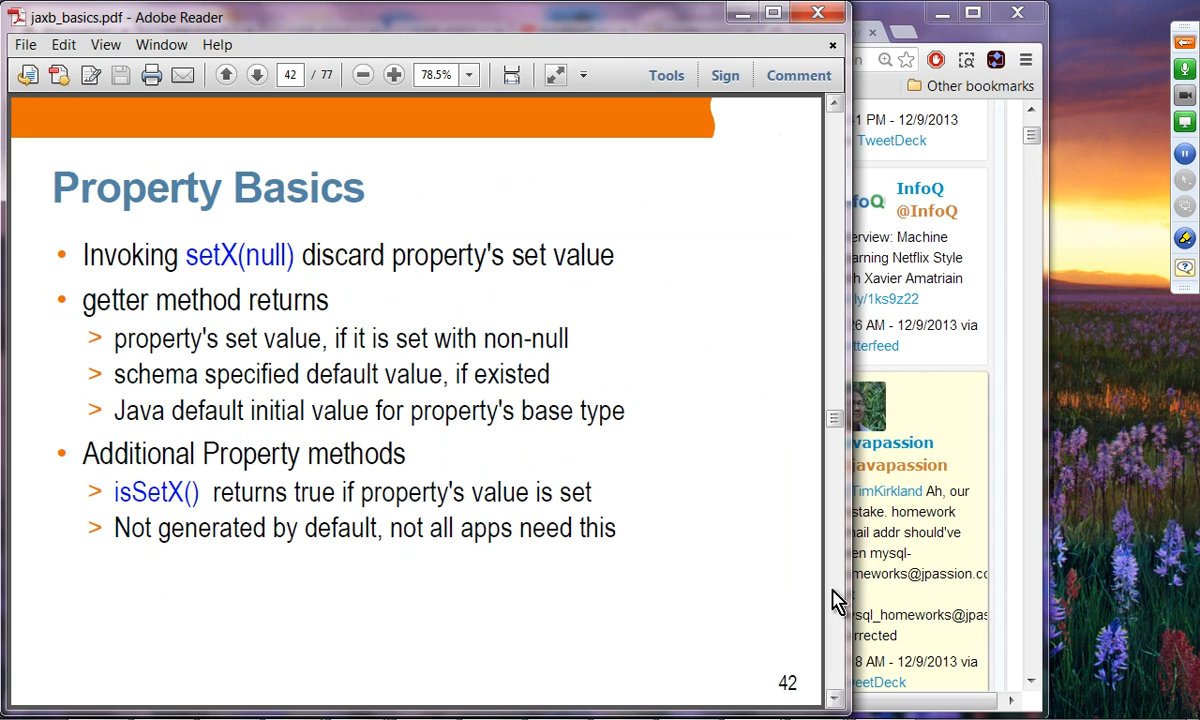 jaxb_basics.pdf - Adobe Reader
File Edit View Window Help
42 / 77 78.5% Tools Sign Comment
Property Basics
• Invoking setX(null) discard property's set value
• getter method returns
> property's set value, if it is set with non-null
> schema specified default value, if existed
> Java default initial value for property's base type
• Additional Property methods
> isSetX() returns true if property's value is set
> Not generated by default, not all apps need this
42
Other bookmarks
1 PM - 12/9/2013
TweetDeck
foQ
InfoQ
@InfoQ
erview: Machine
arning Netflix Style
h Xavier Amatriain
ly/1ks9z22
26 AM - 12/9/2013 via
tterfeed
vapassion
javapassion
TimKirkland Ah, our
stake. homework
ail addr should've
en mysql-
meworks@jpassion.co
ysql_homeworks@jpas
rrected
8 AM - 12/9/2013 via
weetDeck